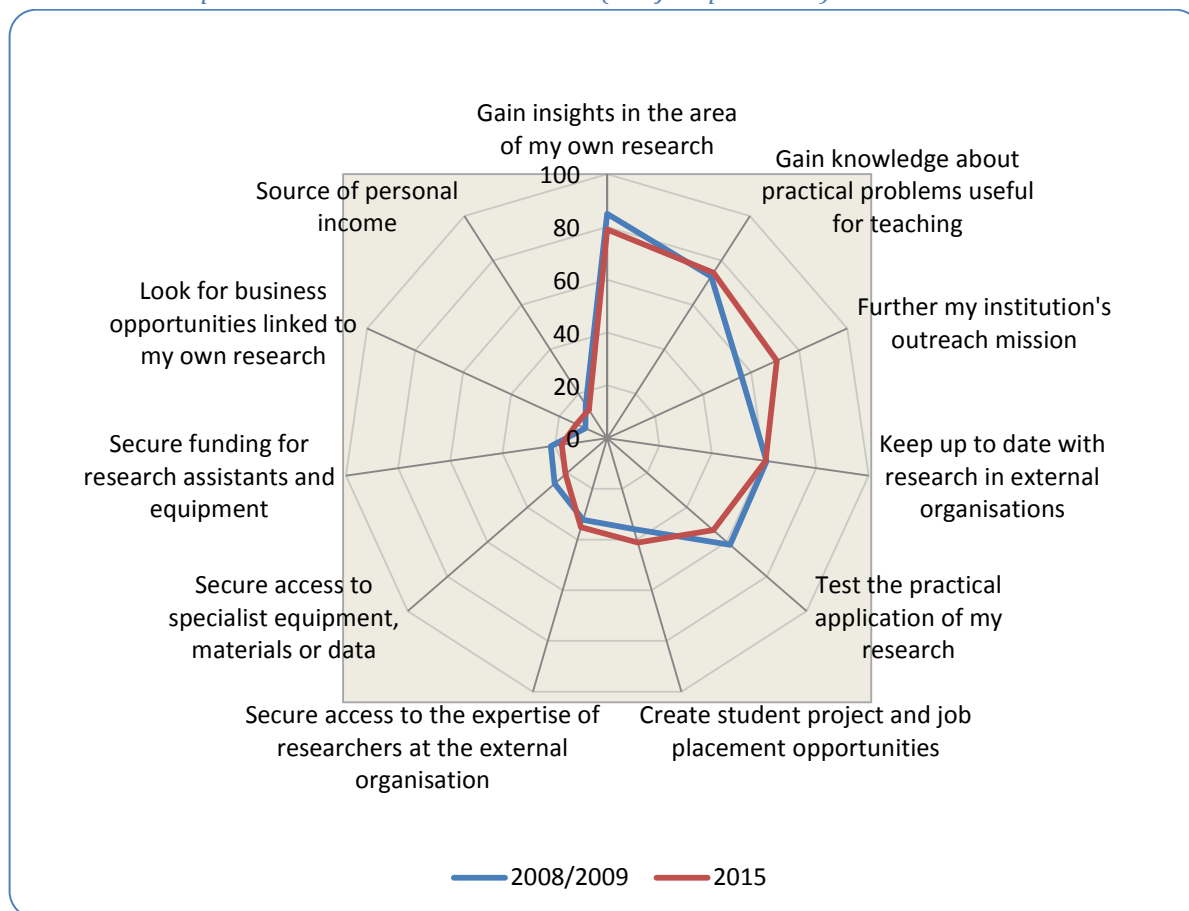 Gain insights in the area
of my own research
Gain knowledge about
practical problems useful
for teaching
Further my institution's
outreach mission
Keep up to date with
research in external
organisations
Test the practical
application of my
research
Create student project and job
placement opportunities
Secure access to the expertise of
researchers at the external
organisation
Secure access to
specialist equipment,
materials or data
Secure funding for
research assistants and
equipment
Look for business
opportunities linked to
my own research
Source of personal
income
100
80
60
40
20
0
2008/2009
2015